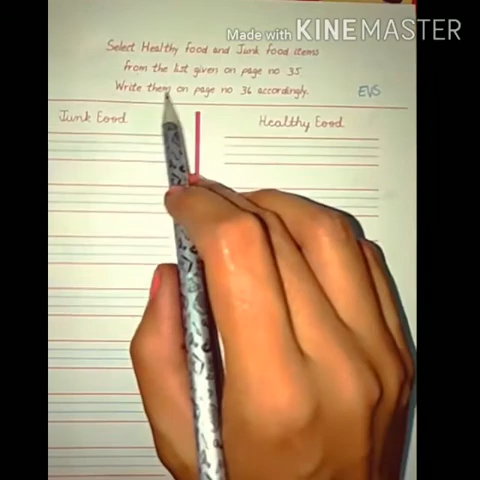 Made with KINEMASTER
Select Healthy food and Junk food items
from the list given on page no 35
Write them on page no 36 accordingly.
EVS
Junk Food
Healthy Food